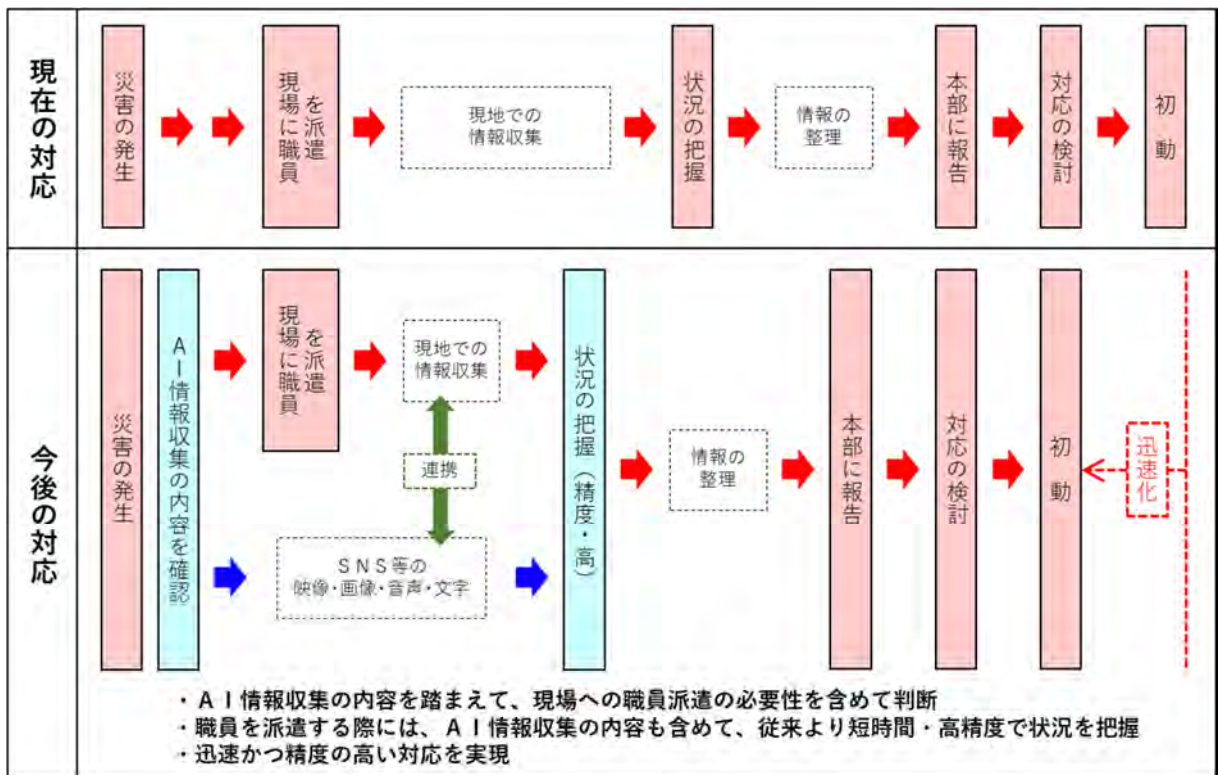 現在の対応
災害の発生
現場に職員
を派遣
現地での
情報収集
状況の把握
情報の
整理
本部に報告
対応の検討
初動
今後の対応
災害の発生
AI情報収集の内容を確認
現場に職員
を派遣
現地での
情報収集
連携
SNS等の
映像・画像・音声・文字
状況の把握(精度・高)
情報の
整理
本部に報告
対応の検討
初動
迅速化
・AI情報収集の内容を踏まえて、現場への職員派遣の必要性を含めて判断
・職員を派遣する際には、AI情報収集の内容も含めて、従来より短時間・高精度で状況を把握
・迅速かつ精度の高い対応を実現